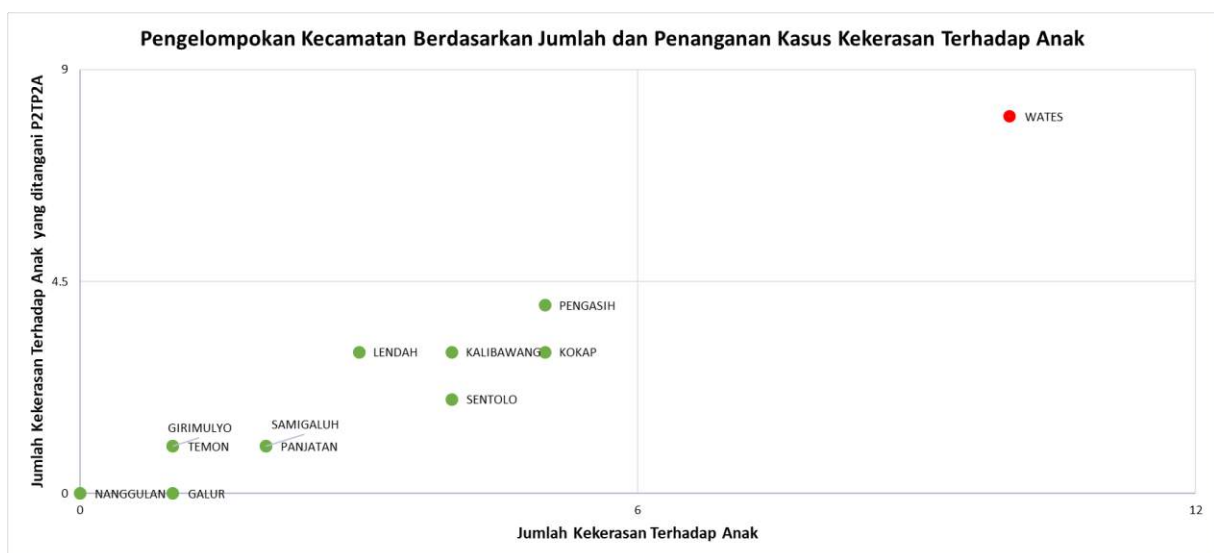 Pengelompokan Kecamatan Berdasarkan Jumlah dan Penanganan Kasus Kekerasan Terhadap Anak
Jumlah Kekerasan Terhadap Anak yang ditangani P2TP2A
9
WATES
4.5
PENGASIH
LENDAH
KALIBAWANG
KOKAP
SENTOLO
GIRIMULYO
SAMIGALUH
TEMON
PANJATAN
0
NANGGULAN
GALUR
0
6
12
Jumlah Kekerasan Terhadap Anak